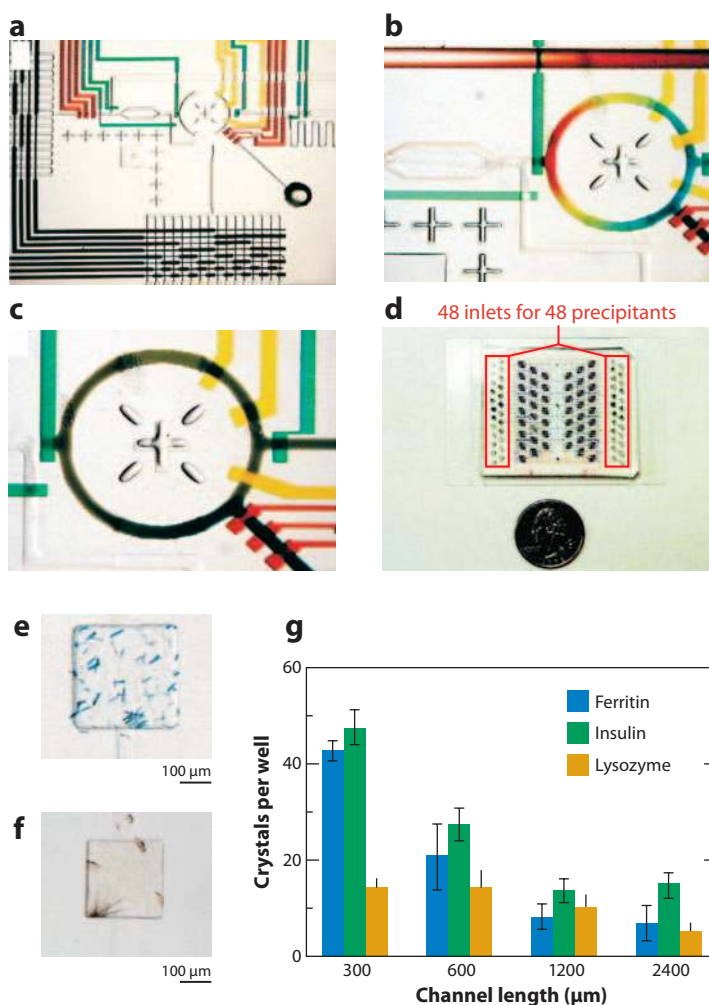 a
b
c
d
48 inlets for 48 precipitants
e
100 μm
f
100 μm
g
60
40
20
0
Crystals per well
Ferritin
Insulin
Lysozyme
300 600 1200 2400
Channel length (μm)